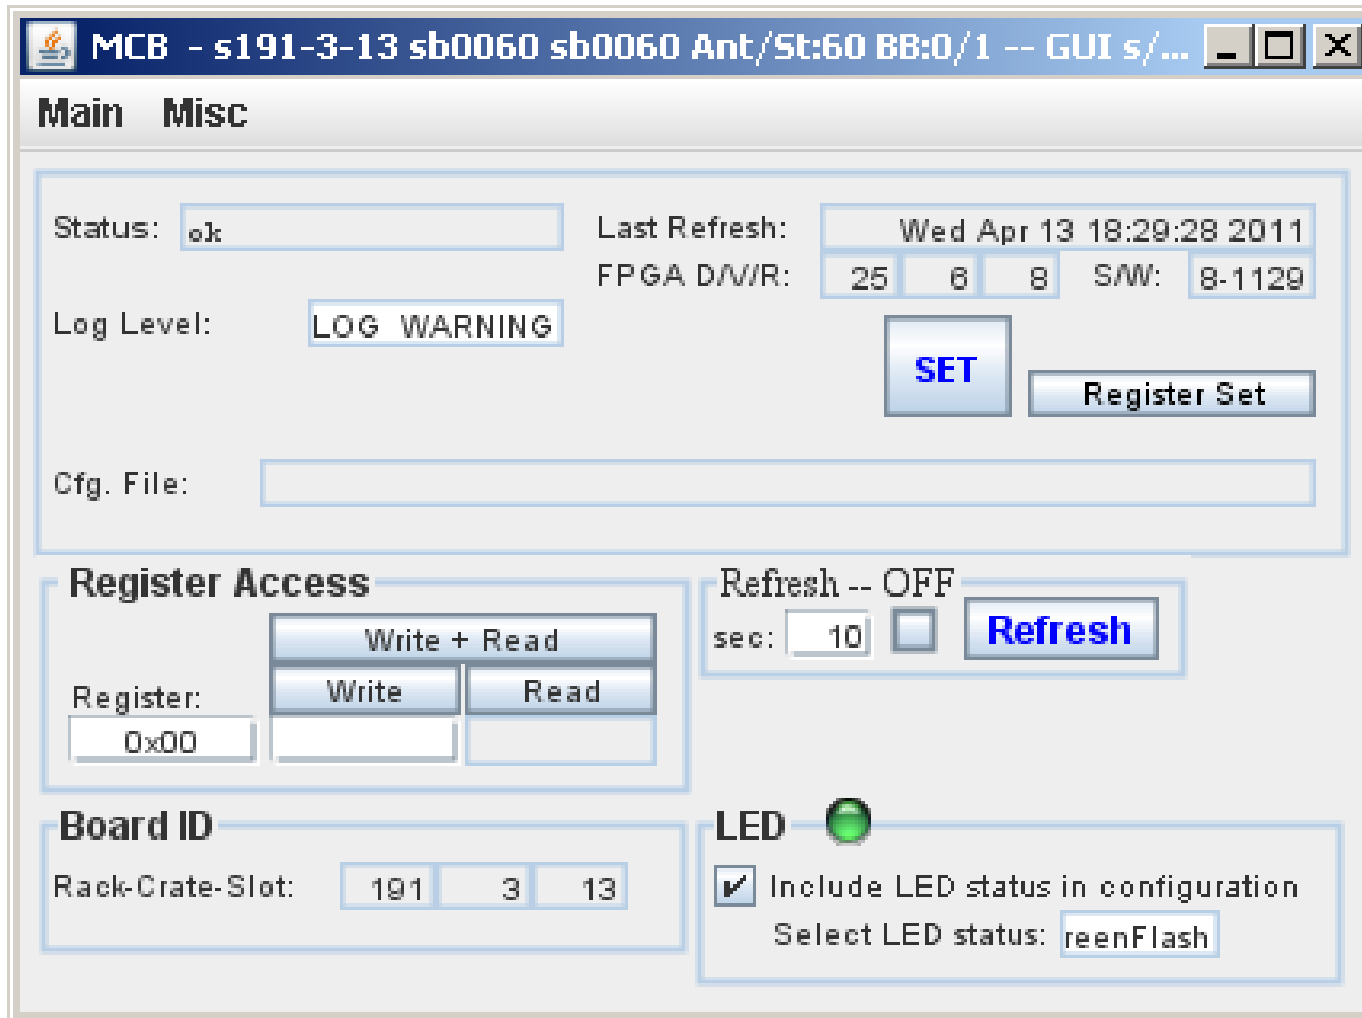 MCB - s191-3-13 sb0060 sb0060 Ant/St:60 BB:0/1 -- GUI s/...
Main Misc
Status: ok Last Refresh: Wed Apr 13 18:29:28 2011
FPGA D/V/R: 25 6 8 S/W: 8-1129
Log Level: LOG WARNING
SET
Register Set
Cfg. File:
Register Access
Write + Read
Register: Write Read
0x00
Refresh -- OFF
sec: 10 Refresh
Board ID
Rack-Crate-Slot: 191 3 13
LED
Include LED status in configuration
Select LED status: reenFlash